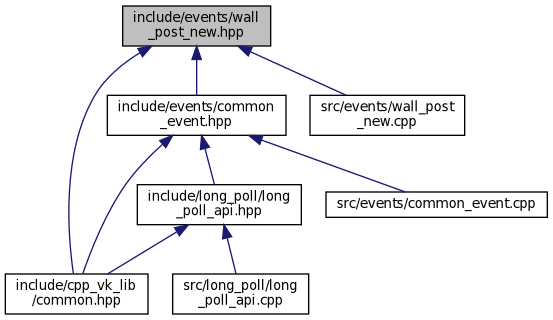 include/events/wall
_post_new.hpp
include/events/common
_event.hpp
src/events/wall_post
_new.cpp
include/long_poll/long
_poll_api.hpp
src/events/common_event.cpp
include/cpp_vk_lib
/common.hpp
src/long_poll/long
_poll_api.cpp